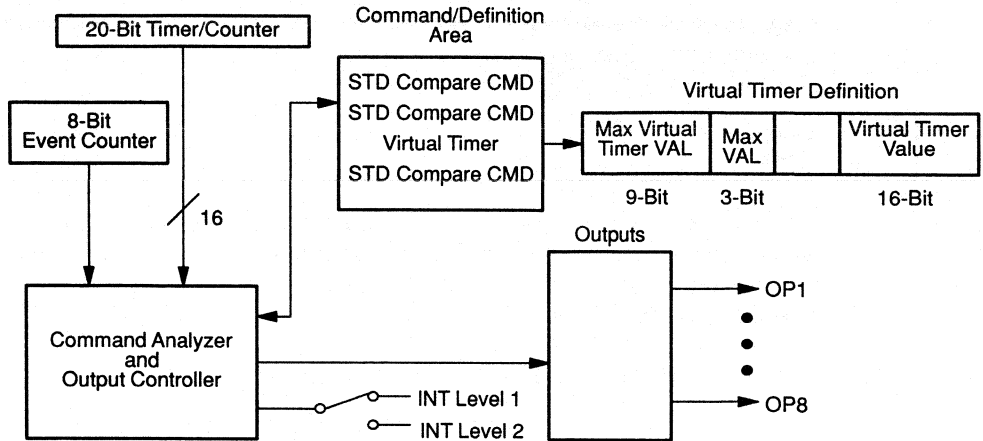 20-Bit Timer/Counter
Command/Definition
Area
STD Compare CMD
STD Compare CMD
Virtual Timer
STD Compare CMD
8-Bit
Event Counter
Virtual Timer Definition
Max Virtual
Timer VAL
Max
VAL
Virtual Timer
Value
9-Bit
3-Bit
16-Bit
16
Outputs
OP1
OP8
Command Analyzer
and
Output Controller
INT Level 1
INT Level 2